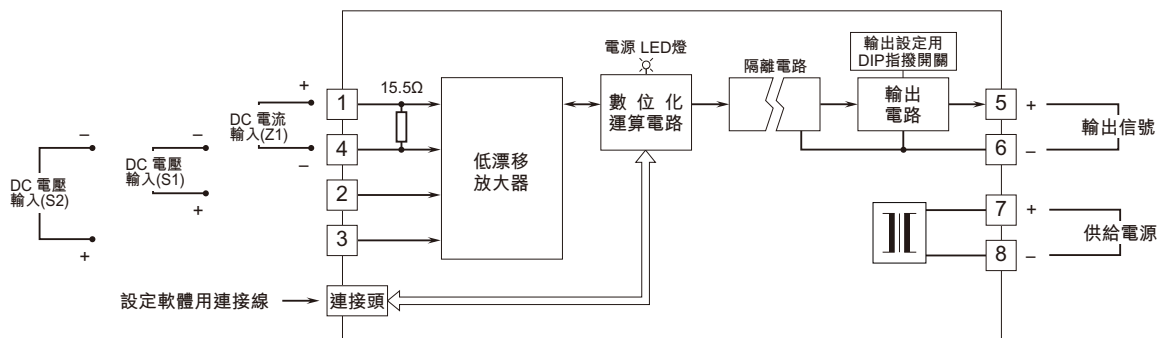 電源 LED燈
輸出設定用
DIP指撥開關
隔離電路
15.5Ω
+
1
DC 電流
輸入(Z1)
–
4
數 位 化
運算電路
輸出
電路
5
+
輸出信號
6
–
–
DC 電壓
輸入(S2)
+
–
DC 電壓
輸入(S1)
+
低漂移
放大器
2
3
7
+
供給電源
8
–
設定軟體用連接線
連接頭